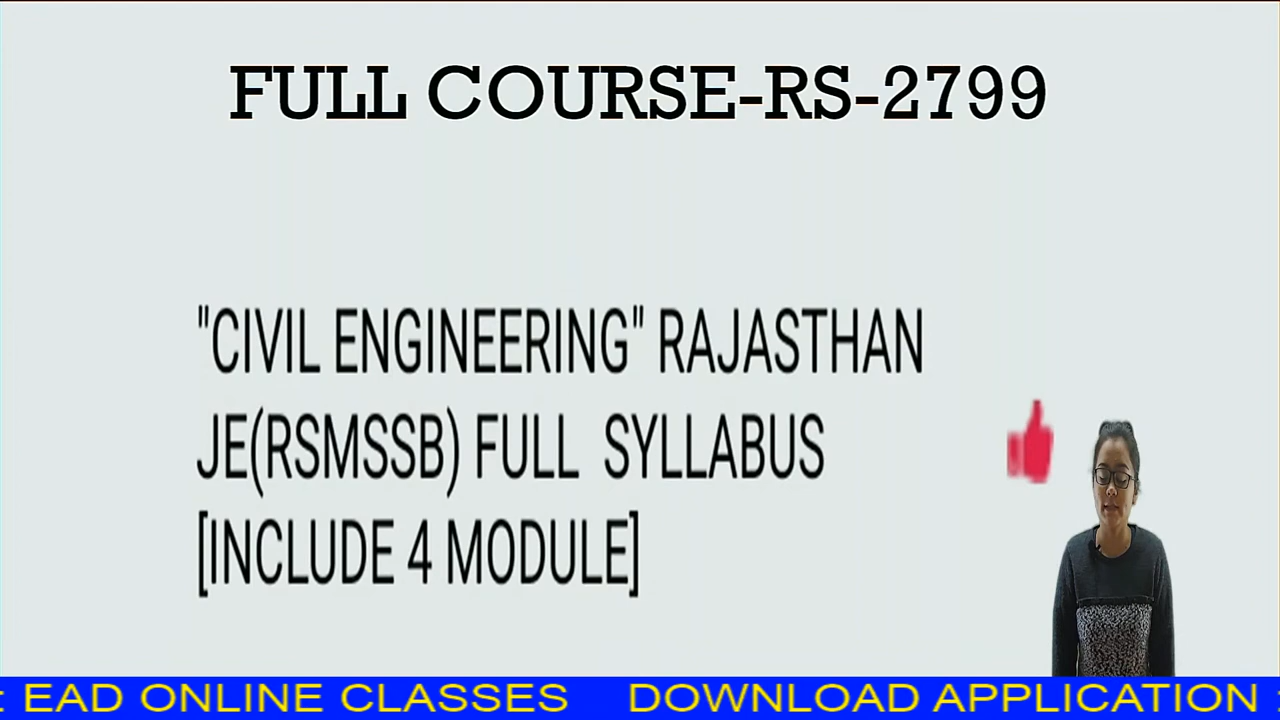 FULL COURSE-RS-2799
"CIVIL ENGINEERING" RAJASTHAN
JE(RSMSSB) FULL SYLLABUS
[INCLUDE 4 MODULE]
: EAD ONLINE CLASSES DOWNLOAD APPLICATION :